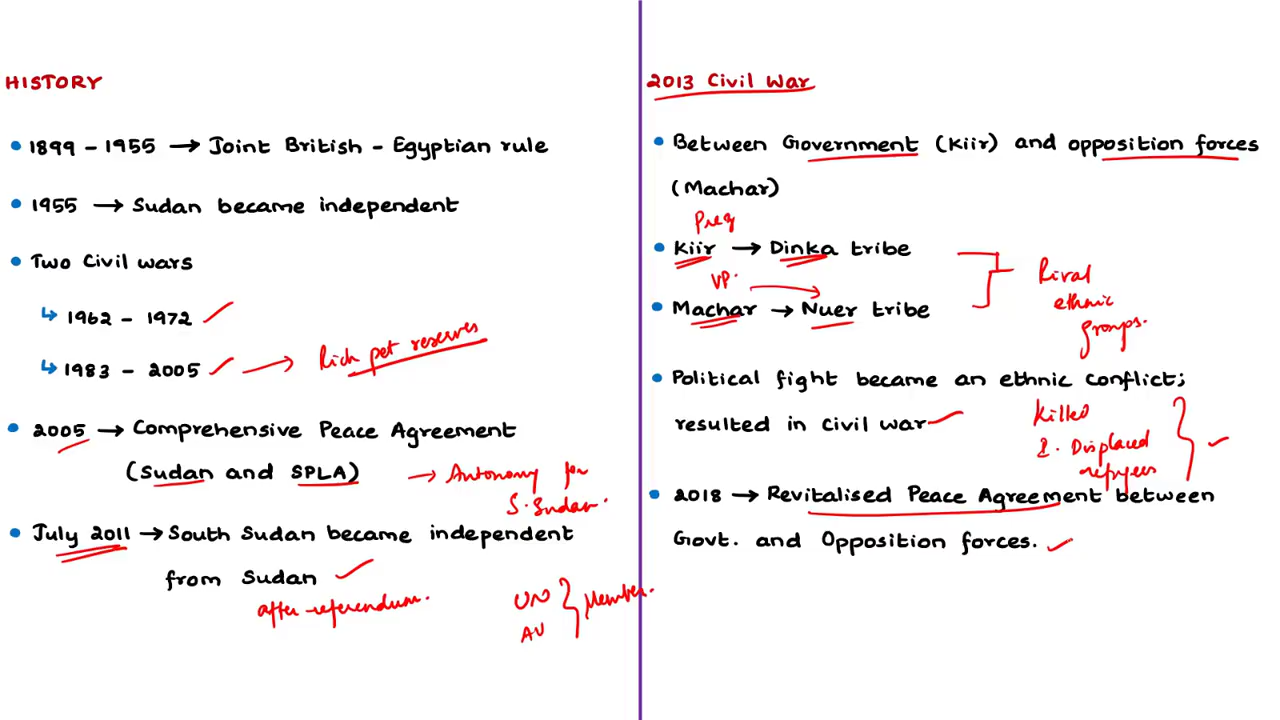 HISTORY
• 1899 – 1955 → Joint British – Egyptian rule
• 1955 → Sudan became independent
• Two Civil wars
↳ 1962 – 1972 ✓
↳ 1983 – 2005 ✓ → Rich pet reserves
• 2005 → Comprehensive Peace Agreement
(Sudan and SPLA) → Autonomy for
S. Sudan.
• July 2011 → South Sudan became independent
from Sudan ✓
after referendum.
UN
AU } Member.
2013 Civil War
• Between Government (Kiir) and opposition forces
(Machar)
• Kiir → Dinka tribe
VP.
• Machar → Nuer tribe
Rival
ethnic
groups.
• Political fight became an ethnic conflict;
resulted in civil war ✓
Killed
Displaced
refugees
• 2018 → Revitalised Peace Agreement between
Govt. and Opposition forces. ✓